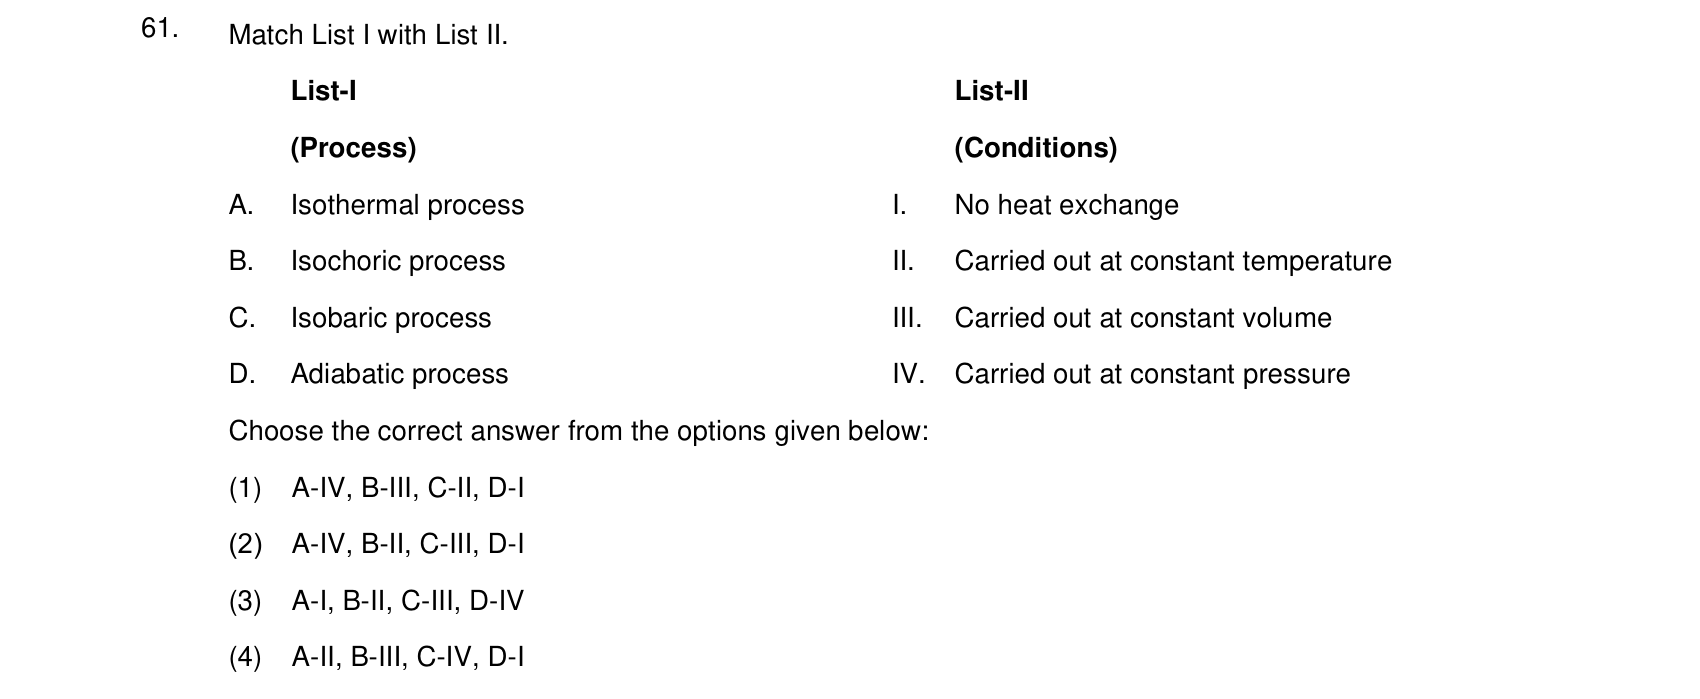 61. Match List I with List II.
List-I List-II
(Process) (Conditions)
A. Isothermal process I. No heat exchange
B. Isochoric process II. Carried out at constant temperature
C. Isobaric process III. Carried out at constant volume
D. Adiabatic process IV. Carried out at constant pressure
Choose the correct answer from the options given below:
(1) A-IV, B-III, C-II, D-I
(2) A-IV, B-II, C-III, D-I
(3) A-I, B-II, C-III, D-IV
(4) A-II, B-III, C-IV, D-I